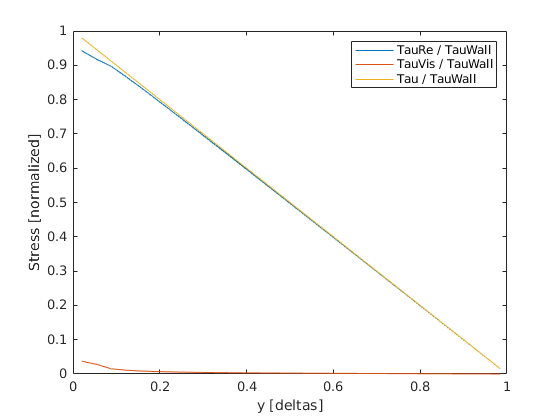 1
0.9
0.8
0.7
0.6
0.5
0.4
0.3
0.2
0.1
0
Stress [normalized]
TauRe / TauWall
TauVis / TauWall
Tau / TauWall
0 0.2 0.4 0.6 0.8 1
y [deltas]